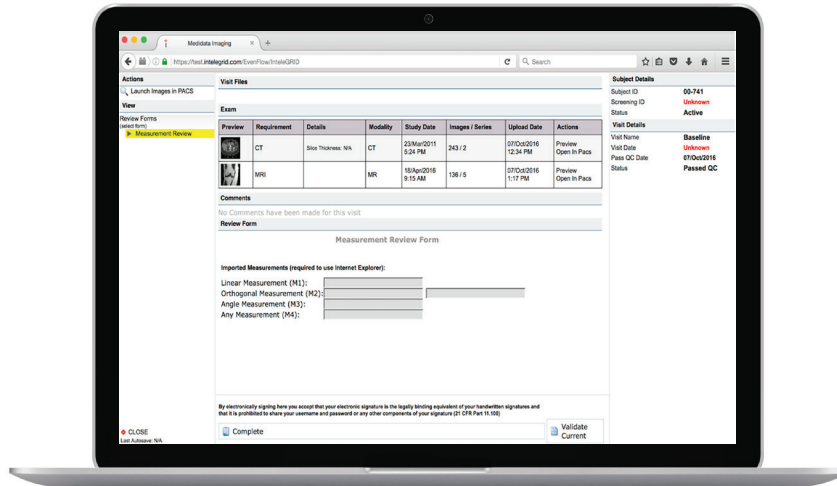 Medidata Imaging
https://test.intelegrid.com/EvenFlow/InteleGRID
Search
Actions
Launch Images in PACS
View
Review Forms
(select form)
Measurement Review
CLOSE
Last Autosave: N/A
Visit Files
Exam
Preview Requirement Details Modality Study Date Images / Series Upload Date Actions
CT Slice Thickness: N/A CT 23/Mar/2011 5:24 PM 243 / 2 07/Oct/2016 12:34 PM Preview Open In Pacs
MRI MR 18/Apr/2016 9:15 AM 136 / 5 07/Oct/2016 1:17 PM Preview Open In Pacs
Comments
No Comments have been made for this visit
Review Form
Measurement Review Form
Imported Measurements (required to use Internet Explorer):
Linear Measurement (M1):
Orthogonal Measurement (M2):
Angle Measurement (M3):
Any Measurement (M4):
By electronically signing here you accept that your electronic signature is the legally binding equivalent of your handwritten signatures and
that it is prohibited to share your username and password or any other components of your signature (21 CFR Part 11.100)
Complete
Validate
Current
Subject Details
Subject ID 00-741
Screening ID Unknown
Status Active
Visit Details
Visit Name Baseline
Visit Date Unknown
Pass QC Date 07/Oct/2016
Status Passed QC